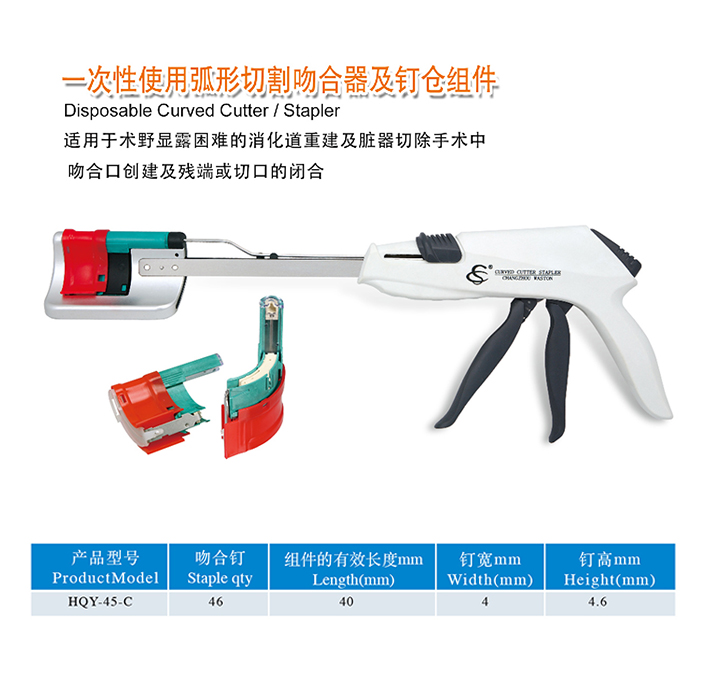 一次性使用弧形切割吻合器及钉仓组件
Disposable Curved Cutter / Stapler
适用于术野显露困难的消化道重建及脏器切除手术中
吻合口创建及残端或切口的闭合
CS ®
CURVED CUTTER STAPLER
CHANGZHOU WASTON
产品型号 吻合钉 组件的有效长度mm 钉宽mm 钉高mm
ProductModel Staple qty Length(mm) Width(mm) Height(mm)
HQY-45-C 46 40 4 4.6